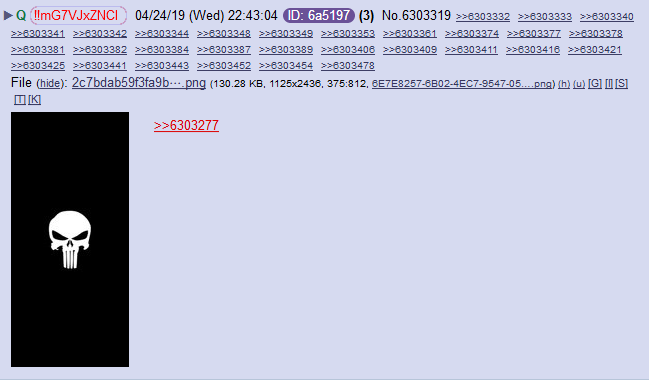 ▶ Q !!mG7VJxZNCI 04/24/19 (Wed) 22:43:04 ID: 6a5197 (3) No.6303319 >>6303332 >>6303333 >>6303340
>>6303341 >>6303342 >>6303344 >>6303348 >>6303349 >>6303353 >>6303361 >>6303374 >>6303377 >>6303378
>>6303381 >>6303382 >>6303384 >>6303387 >>6303389 >>6303406 >>6303409 >>6303411 >>6303416 >>6303421
>>6303425 >>6303441 >>6303443 >>6303452 >>6303454 >>6303478
File (hide): 2c7bdab59f3fa9b⋯.png (130.28 KB, 1125x2436, 375:812, 6E7E8257-6B02-4EC7-9547-05….png) (h) (u) [G] [I] [S]
[T] [K]
>>6303277